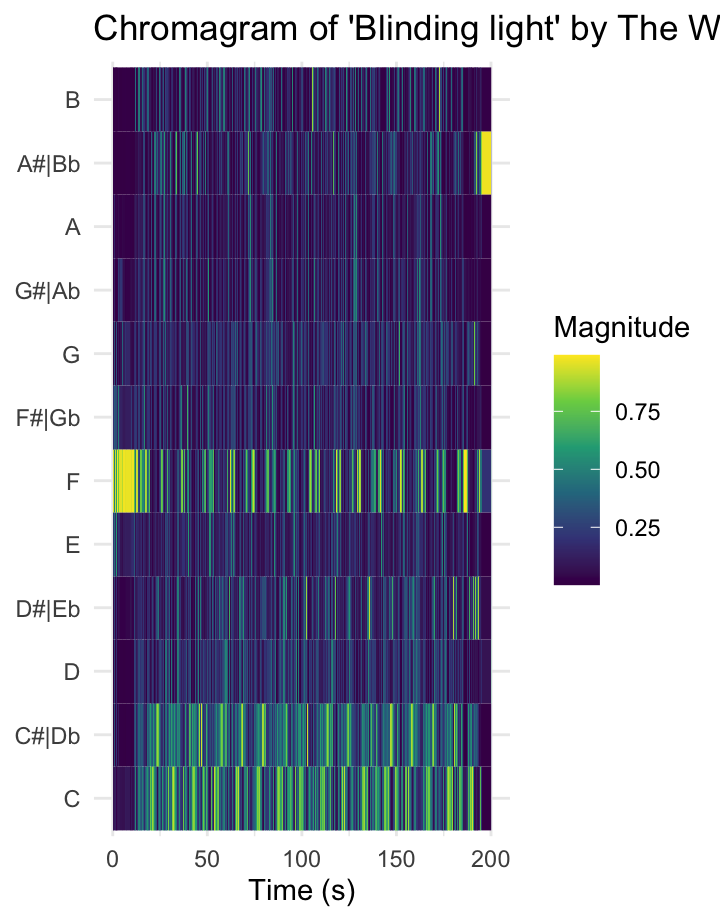 Chromagram of 'Blinding light' by The W
B
A#|Bb
A
G#|Ab
G
F#|Gb
F
E
D#|Eb
D
C#|Db
C
0 50 100 150 200
Time (s)
Magnitude
0.75
0.50
0.25